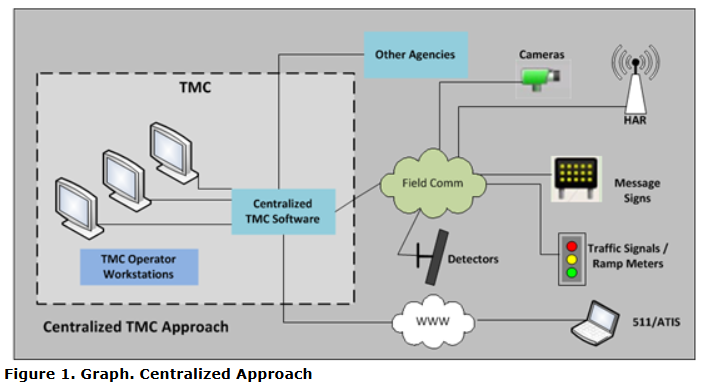 Other Agencies
Cameras
TMC
HAR
Field Comm
Centralized
TMC Software
Message
Signs
TMC Operator
Workstations
Detectors
Traffic Signals /
Ramp Meters
Centralized TMC Approach
WWW
511/ATIS
Figure 1. Graph. Centralized Approach